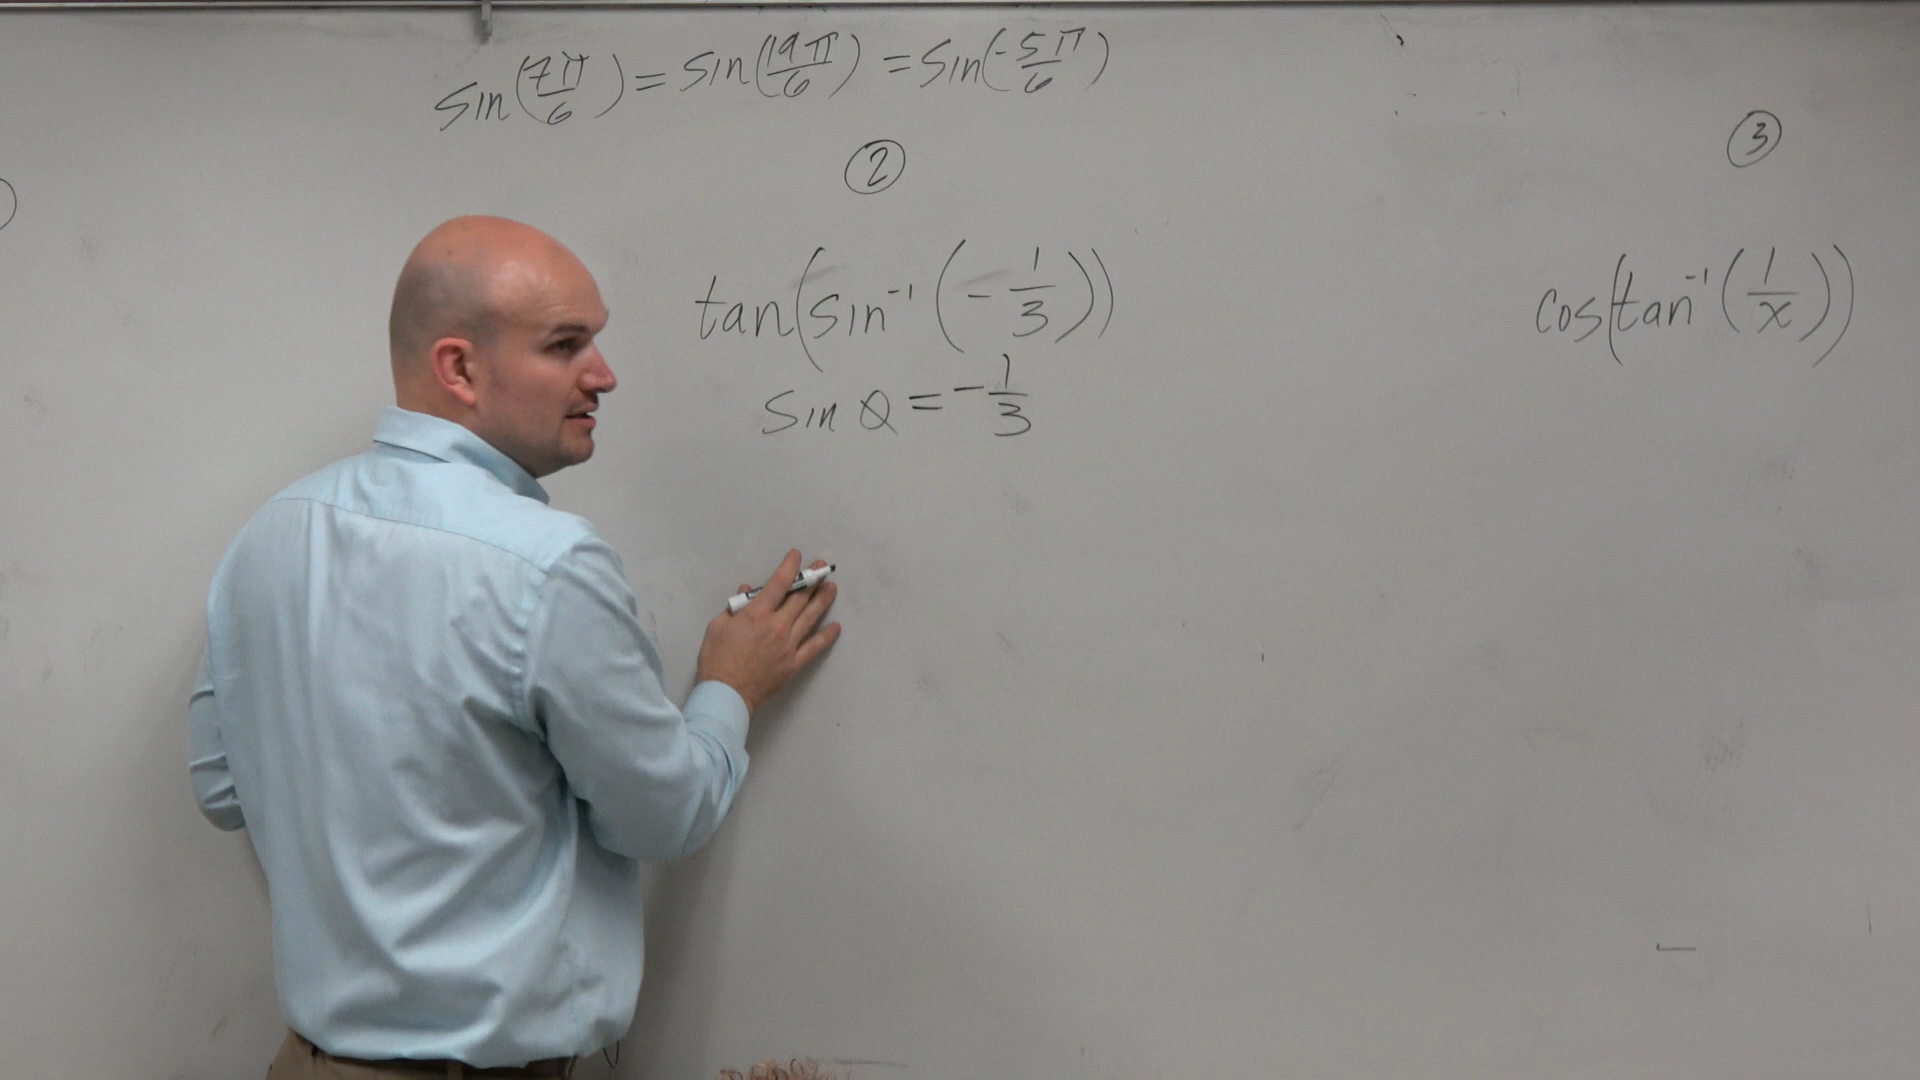 sin(7π/6) = sin(19π/6) = sin(-5π/6)
②
③
tan(sin⁻¹(-1/3))
cos(tan⁻¹(1/x))
sin θ = -1/3